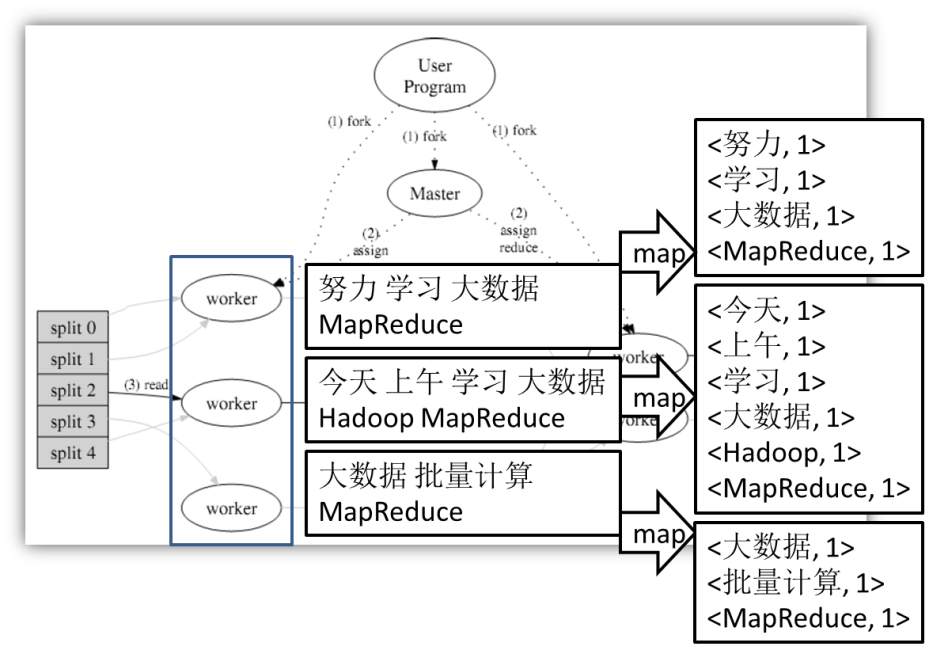 User
Program
(1) fork
(1) fork
(1) fork
Master
(2)
assign
(2)
assign
reduce
split 0
split 1
split 2
split 3
split 4
(3) read
worker
worker
worker
努力 学习 大数据
MapReduce
今天 上午 学习 大数据
Hadoop MapReduce
大数据 批量计算
MapReduce
worker
worker
map
map
map
<努力, 1>
<学习, 1>
<大数据, 1>
<MapReduce, 1>
<今天, 1>
<上午, 1>
<学习, 1>
<大数据, 1>
<Hadoop, 1>
<MapReduce, 1>
<大数据, 1>
<批量计算, 1>
<MapReduce, 1>